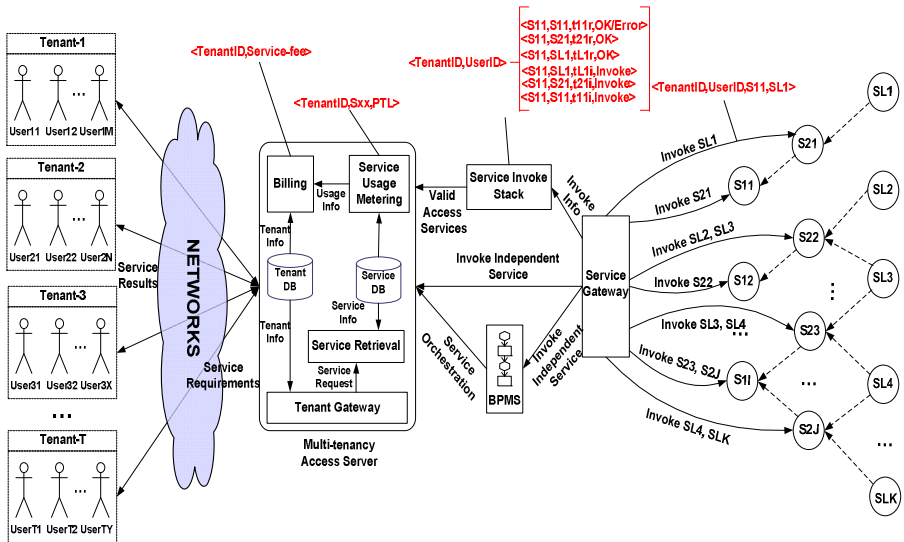 Tenant-1
User11 User12 User1M
...
Tenant-2
User21 User22 User2N
...
Tenant-3
User31 User32 User3X
...
...
Tenant-T
UserT1 UserT2 UserTY
...
Service
Results
NETWORKS
Service
Requirements
<TenantID,Service-fee>
<TenantID,Sxx,PTL>
Billing
Usage
Info
Service
Usage
Metering
Tenant
Info
Tenant
DB
Service
DB
Tenant
Info
Service
Info
Service Retrieval
Service
Request
Tenant Gateway
Multi-tenancy
Access Server
<TenantID,UserID>
<S11,S11,t11r,OK/Error>
<S11,S21,t21r,OK>
<S11,SL1,tL1r,OK>
<S11,SL1,tL1i,Invoke>
<S11,S21,t21i,Invoke>
<S11,S11,t11i,Invoke>
<TenantID,UserID,S11,SL1>
Valid
Access
Services
Service Invoke
Stack
Invoke
Info
Invoke Independent
Service
Service
Orchestration
BPMS
Invoke
Independent
Service
Service
Gateway
Invoke SL1
Invoke S21
Invoke SL2, SL3
Invoke S22
Invoke SL3, SL4
...
Invoke S23, S2J
Invoke SL4, SLK
S11
S12
S1I
S21
S22
...
S23
...
S2J
SL1
SL2
SL3
SL4
...
SLK